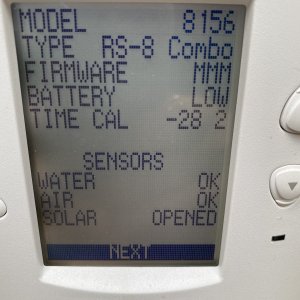 MODEL 8156
TYPE RS-8 Combo
FIRMWARE MMM
BATTERY LOW
TIME CAL -28 2
SENSORS
WATER OK
AIR OK
SOLAR OPENED
NEXT